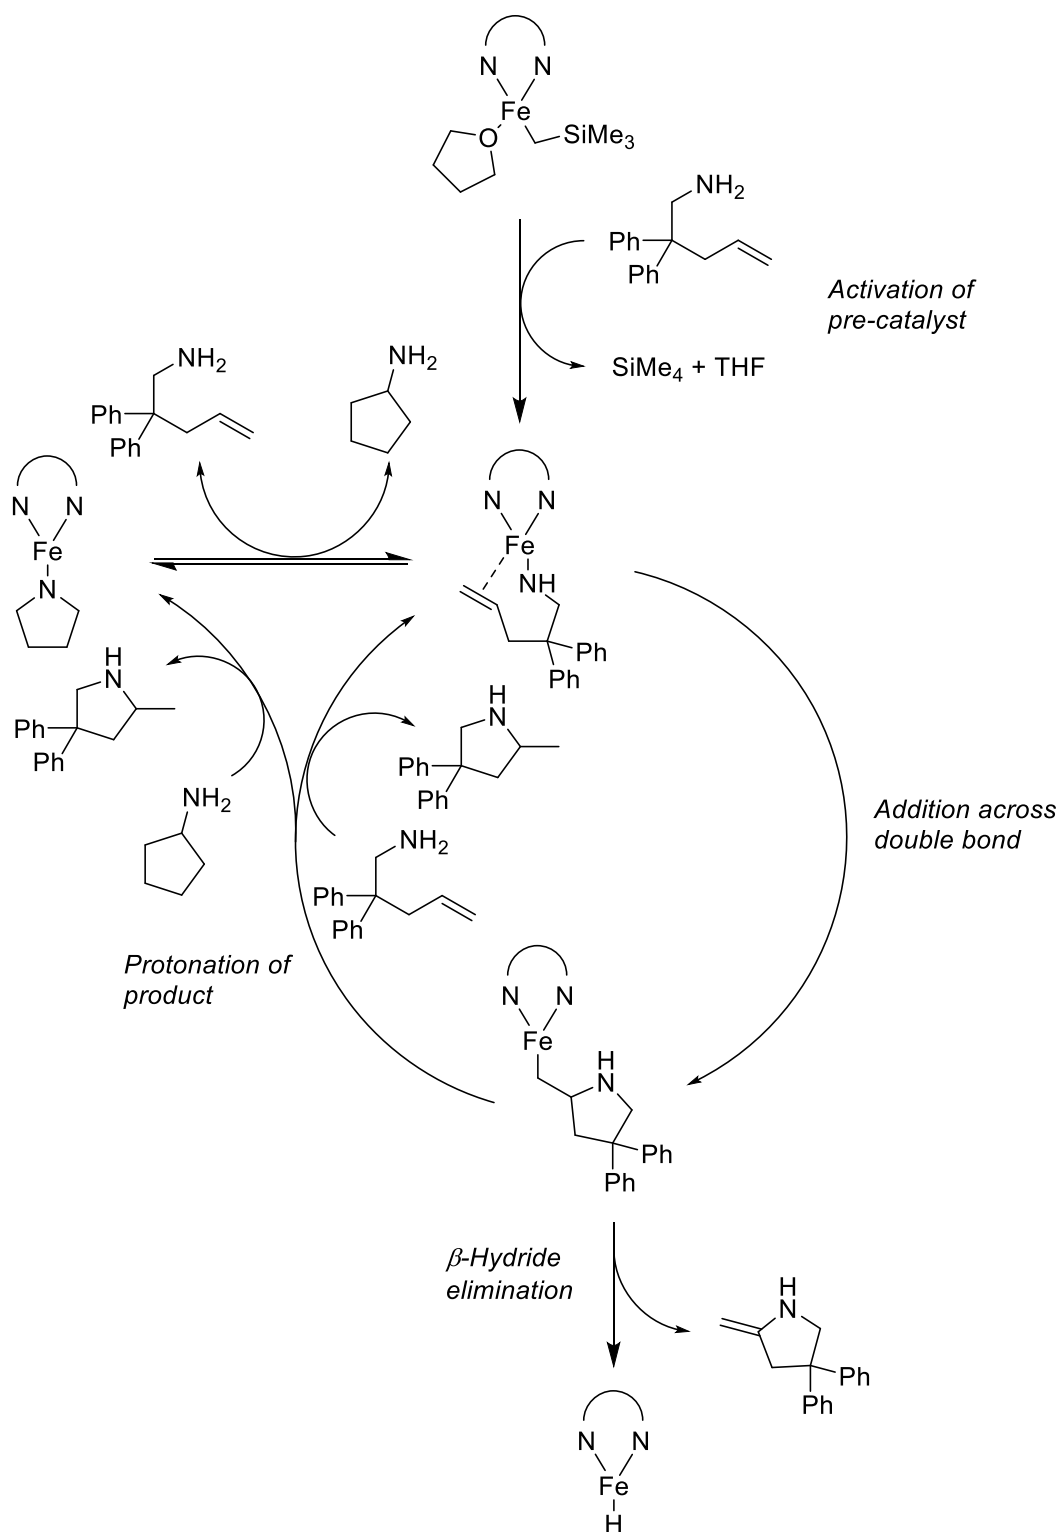 N N
Fe
O
SiMe3
NH2
Ph
Ph
Activation of
pre-catalyst
SiMe4 + THF
NH2
Ph
Ph
NH2
N N
Fe
N
N N
Fe
NH
Ph
Ph
H
N
Ph
Ph
NH2
H
N
Ph
Ph
NH2
Ph
Ph
Addition across
double bond
Protonation of
product
N N
Fe
H
N
Ph
Ph
β-Hydride
elimination
H
N
Ph
Ph
N N
Fe
H